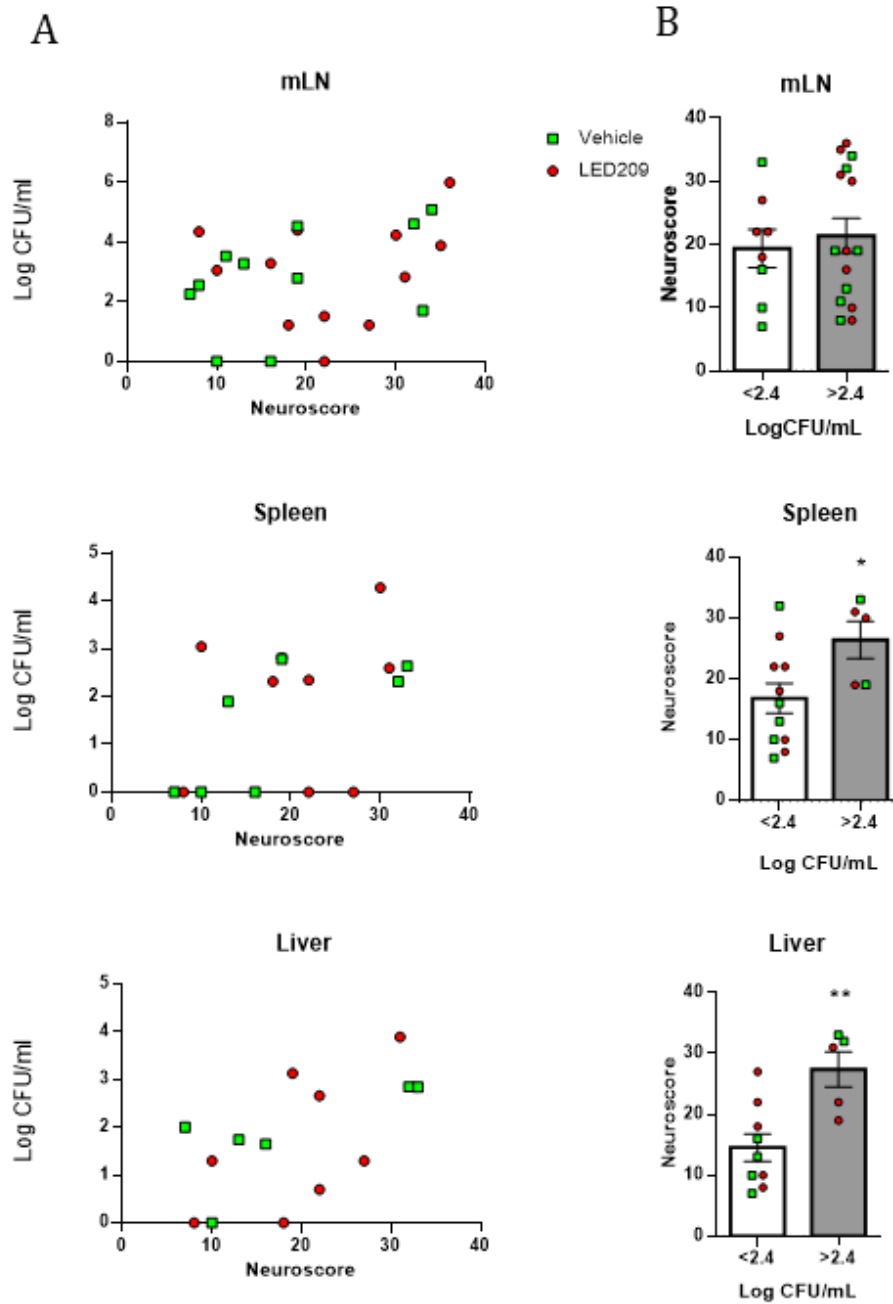 A
B
mLN
Log CFU/ml
8
6
4
2
0
0 10 20 30 40
Neuroscore
Vehicle
LED209
mLN
Neuroscore
40
30
20
10
0
<2.4 >2.4
LogCFU/mL
Spleen
Log CFU/ml
5
4
3
2
1
0
0 10 20 30 40
Neuroscore
Spleen
Neuroscore
40
30
20
10
0
*
<2.4 >2.4
Log CFU/mL
Liver
Log CFU/ml
5
4
3
2
1
0
0 10 20 30 40
Neuroscore
Liver
Neuroscore
40
30
20
10
0
**
<2.4 >2.4
Log CFU/mL